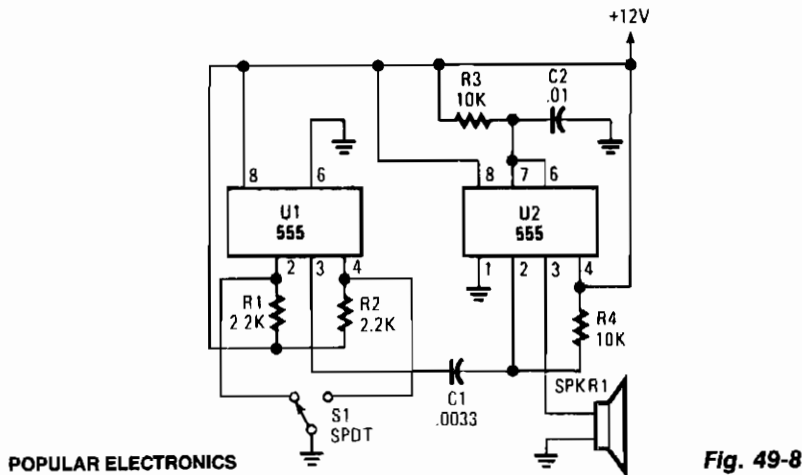 +12V
R3
10K
C2
.01
8
6
8
7
6
U1
555
U2
555
2
3
4
1
2
3
4
R1
2 2K
R2
2.2K
R4
10K
C1
.0033
SPKR1
S1
SPDT
POPULAR ELECTRONICS
Fig. 49-8